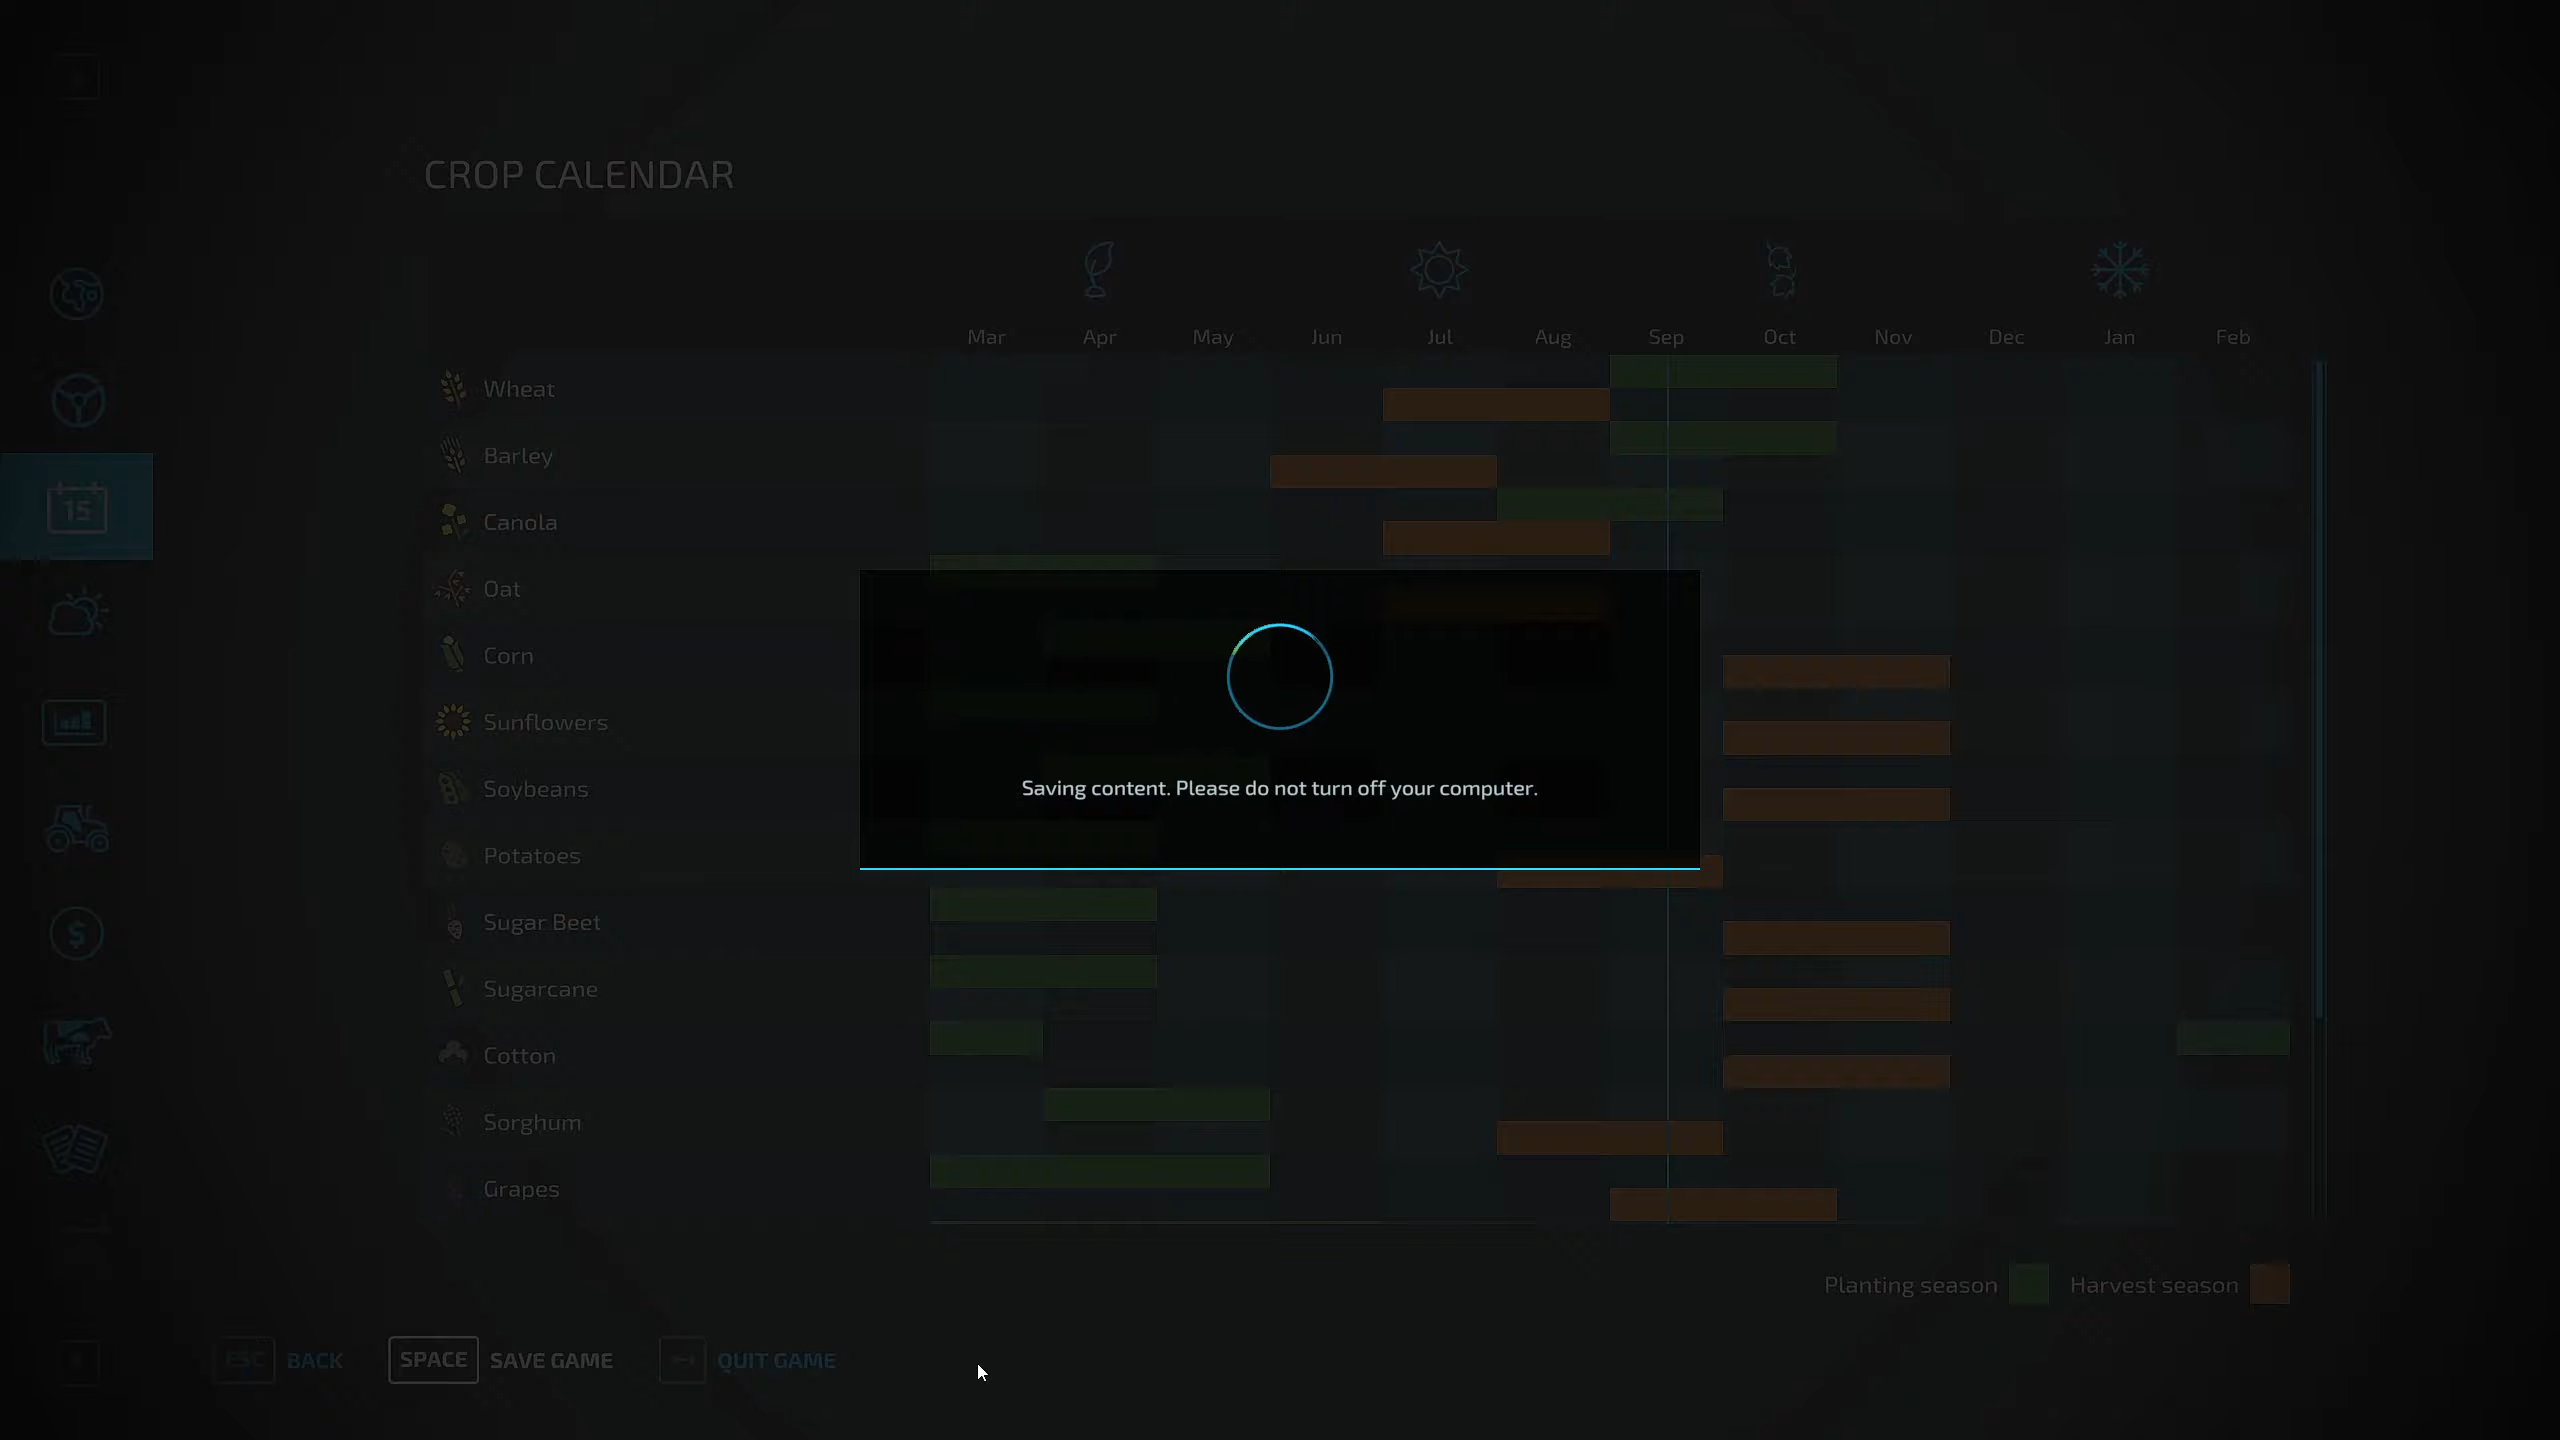 CROP CALENDAR
Mar Apr May Jun Jul Aug Sep Oct Nov Dec Jan Feb
Wheat
Barley
15
Canola
Oat
Corn
Sunflowers
Soybeans
Saving content. Please do not turn off your computer.
Potatoes
Sugar Beet
$
Sugarcane
Cotton
Sorghum
Grapes
Planting season Harvest season
ESC BACK SPACE SAVE GAME QUIT GAME